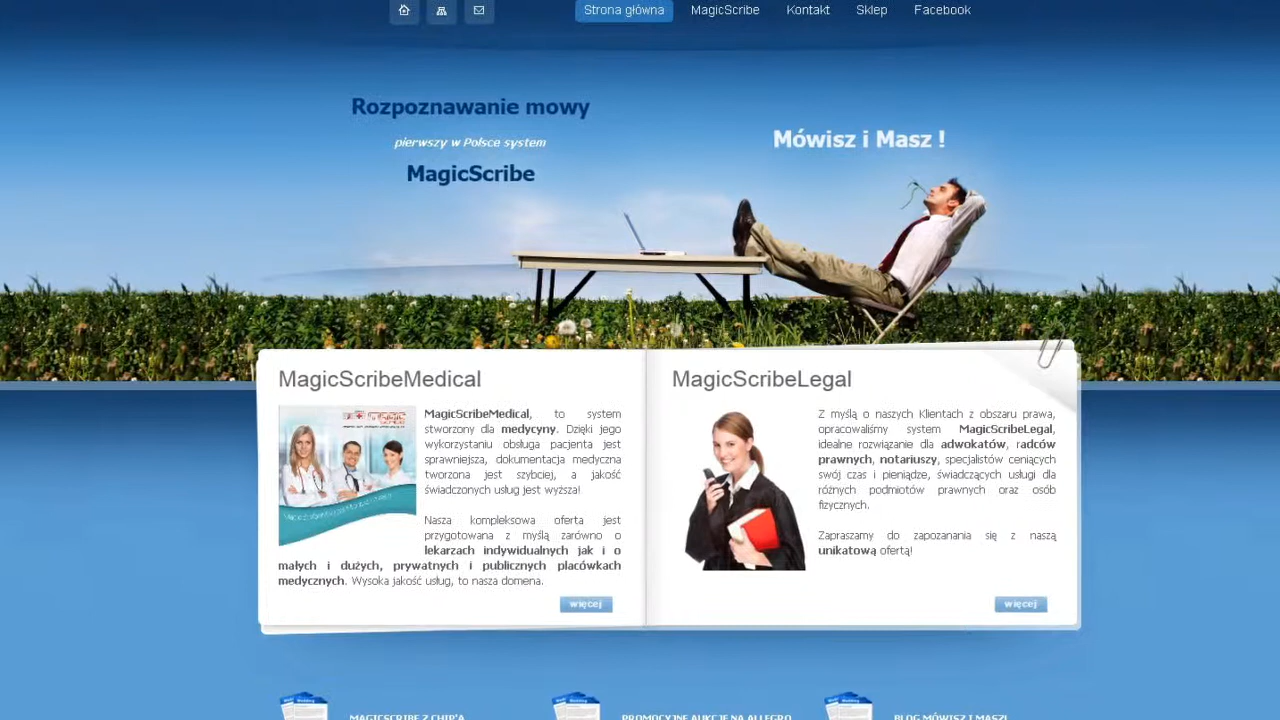 Strona główna
MagicScribe
Kontakt
Sklep
Facebook
Rozpoznawanie mowy
pierwszy w Polsce system
MagicScribe
Mówisz i Masz !
MagicScribeMedical
MagicScribeMedical, to system
stworzony dla medycyny. Dzięki jego
wykorzystaniu obsługa pacjenta jest
sprawniejsza, dokumentacja medyczna
tworzona jest szybciej, a jakość
świadczonych usług jest wyższa!
Nasza kompleksowa oferta jest
przygotowana z myślą zarówno o
lekarzach indywidualnych jak i o
małych i dużych, prywatnych i publicznych placówkach
medycznych. Wysoka jakość usług, to nasza domena.
więcej
MagicScribeLegal
Z myślą o naszych Klientach z obszaru prawa,
opracowaliśmy system MagicScribeLegal,
idealne rozwiązanie dla adwokatów, radców
prawnych, notariuszy, specjalistów ceniących
swój czas i pieniądze, świadczących usługi dla
różnych podmiotów prawnych oraz osób
fizycznych.
Zapraszamy do zapozanania się z naszą
unikatową ofertą!
więcej
MAGICSCRIBE Z CHIP'A
PROMOCYJNE AUKCJE NA ALLEGRO
BLOG MÓWISZ I MASZ!